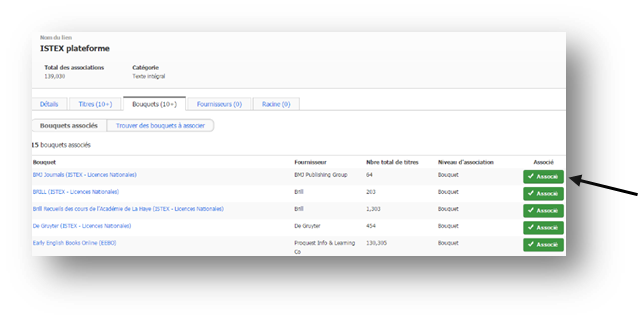 Nom du lien
ISTEX plateforme
Total des associations Catégorie
139,939 Texte intégral
Détails Titres (10+) Bouquets (10+) Fournisseurs (0) Racine (0)
Bouquets associés Trouver des bouquets à associer
15 bouquets associés
Bouquet Fournisseur Nbre total de titres Niveau d'association Associé
BMJ Journals (ISTEX - Licences Nationales) BMJ Publishing Group 64 Bouquet ✔ Associé
BRILL (ISTEX - Licences Nationales) Brill 203 Bouquet ✔ Associé
Brill Recueils des cours de l'Académie de La Haye (ISTEX - Licences Nationales) Brill 1,203 Bouquet ✔ Associé
De Gruyter (ISTEX - Licences Nationales) De Gruyter 454 Bouquet ✔ Associé
Early English Books Online (EEBO) Proquest Info & Learning 139,395 Bouquet ✔ Associé
Co